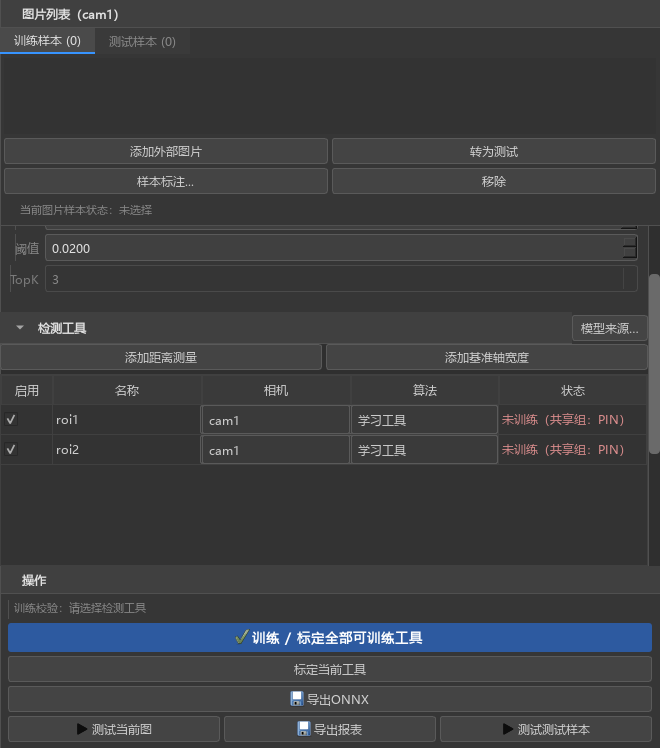 图片列表（cam1）
训练样本 (0) 测试样本 (0)
添加外部图片 转为测试
样本标注... 移除
当前图片样本状态：未选择
阈值 0.0200
TopK 3
检测工具 模型来源...
添加距离测量 添加基准轴宽度
启用 名称 相机 算法 状态
roi1 cam1 学习工具 未训练（共享组：PIN）
roi2 cam1 学习工具 未训练（共享组：PIN）
操作
训练校验：请选择检测工具
训练 / 标定全部可训练工具
标定当前工具
导出ONNX
测试当前图 导出报表 测试测试样本